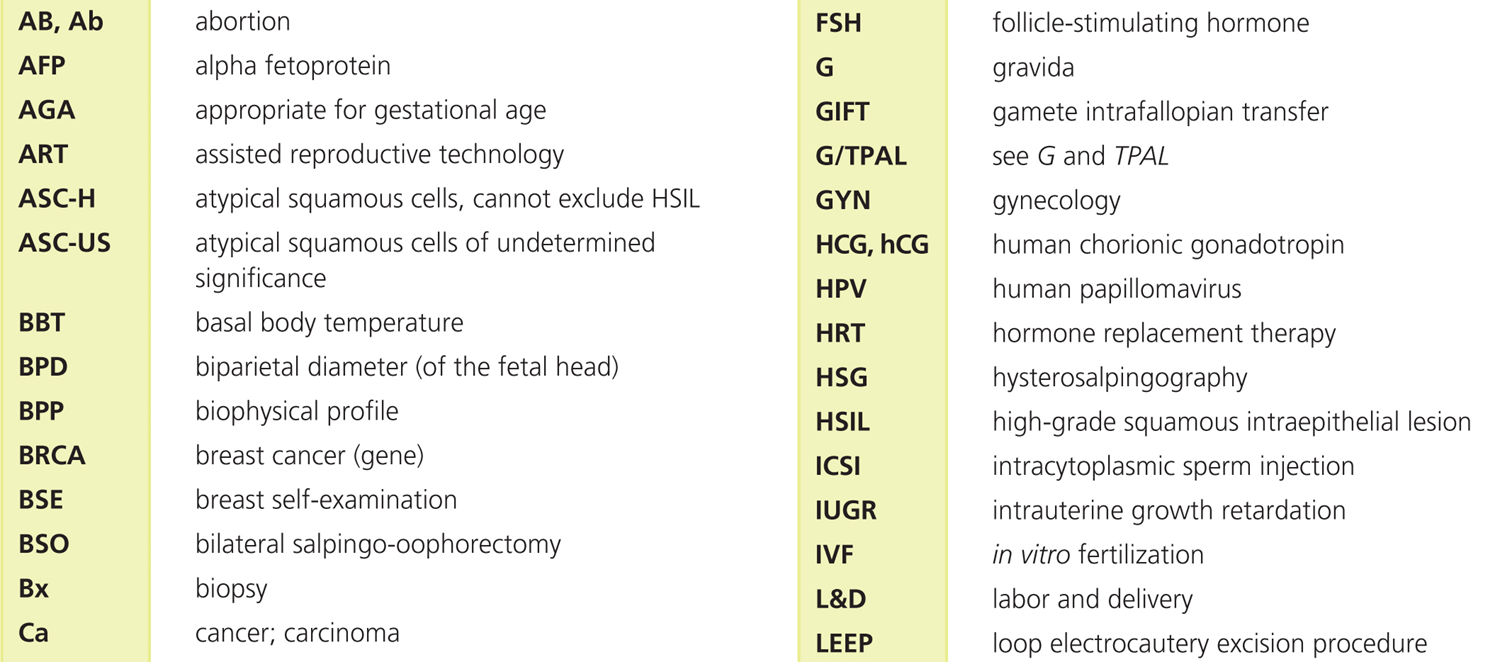 AB, Ab abortion
AFP alpha fetoprotein
AGA appropriate for gestational age
ART assisted reproductive technology
ASC-H atypical squamous cells, cannot exclude HSIL
ASC-US atypical squamous cells of undetermined
significance
BBT basal body temperature
BPD biparietal diameter (of the fetal head)
BPP biophysical profile
BRCA breast cancer (gene)
BSE breast self-examination
BSO bilateral salpingo-oophorectomy
Bx biopsy
Ca cancer; carcinoma
FSH follicle-stimulating hormone
G gravida
GIFT gamete intrafallopian transfer
G/TPAL see G and TPAL
GYN gynecology
HCG, hCG human chorionic gonadotropin
HPV human papillomavirus
HRT hormone replacement therapy
HSG hysterosalpingography
HSIL high-grade squamous intraepithelial lesion
ICSI intracytoplasmic sperm injection
IUGR intrauterine growth retardation
IVF in vitro fertilization
L&D labor and delivery
LEEP loop electrocautery excision procedure